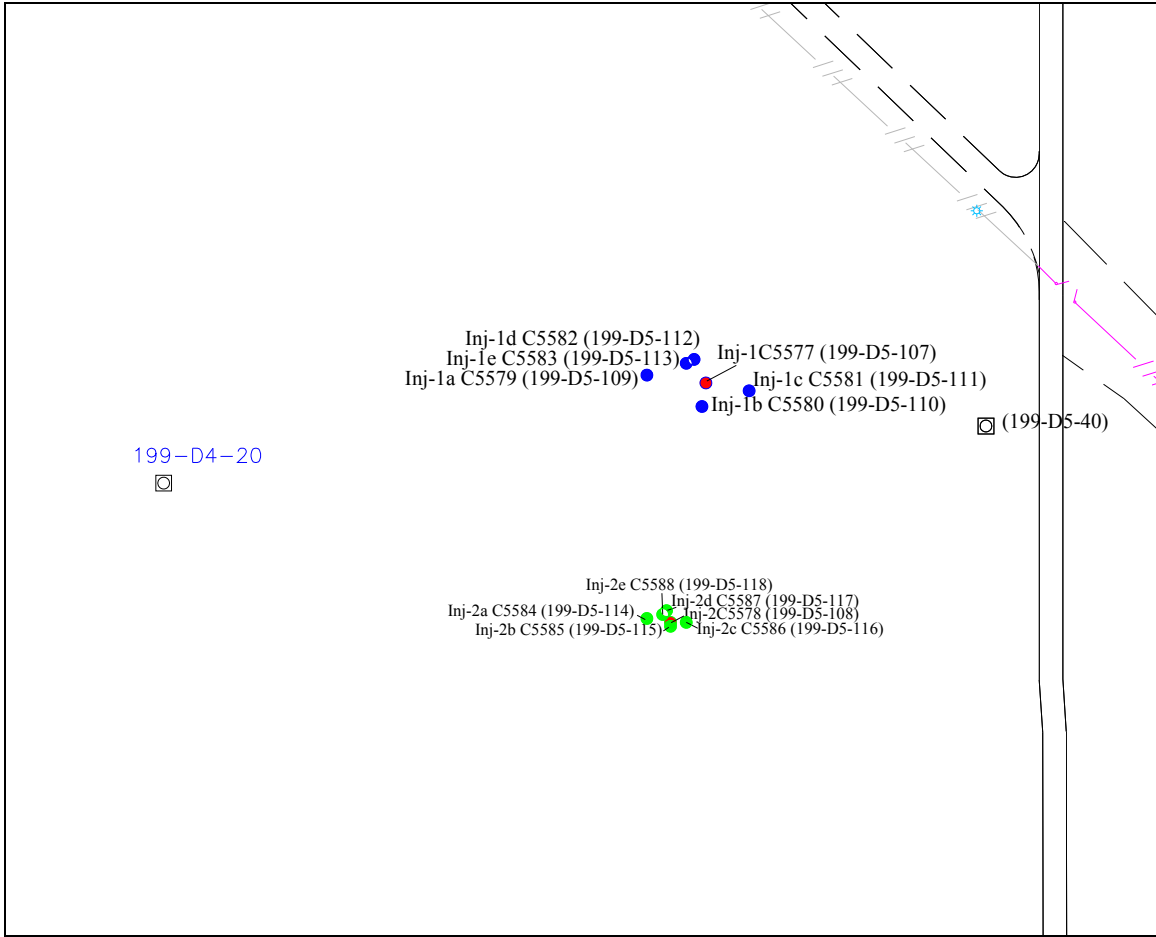 Inj-1d C5582 (199-D5-112)
Inj-1e C5583 (199-D5-113)
Inj-1C5577 (199-D5-107)
Inj-1a C5579 (199-D5-109)
Inj-1c C5581 (199-D5-111)
Inj-1b C5580 (199-D5-110)
(199-D5-40)
199-D4-20
Inj-2e C5588 (199-D5-118)
Inj-2d C5587 (199-D5-117)
Inj-2a C5584 (199-D5-114)
Inj-2C5578 (199-D5-108)
Inj-2b C5585 (199-D5-115)
Inj-2c C5586 (199-D5-116)